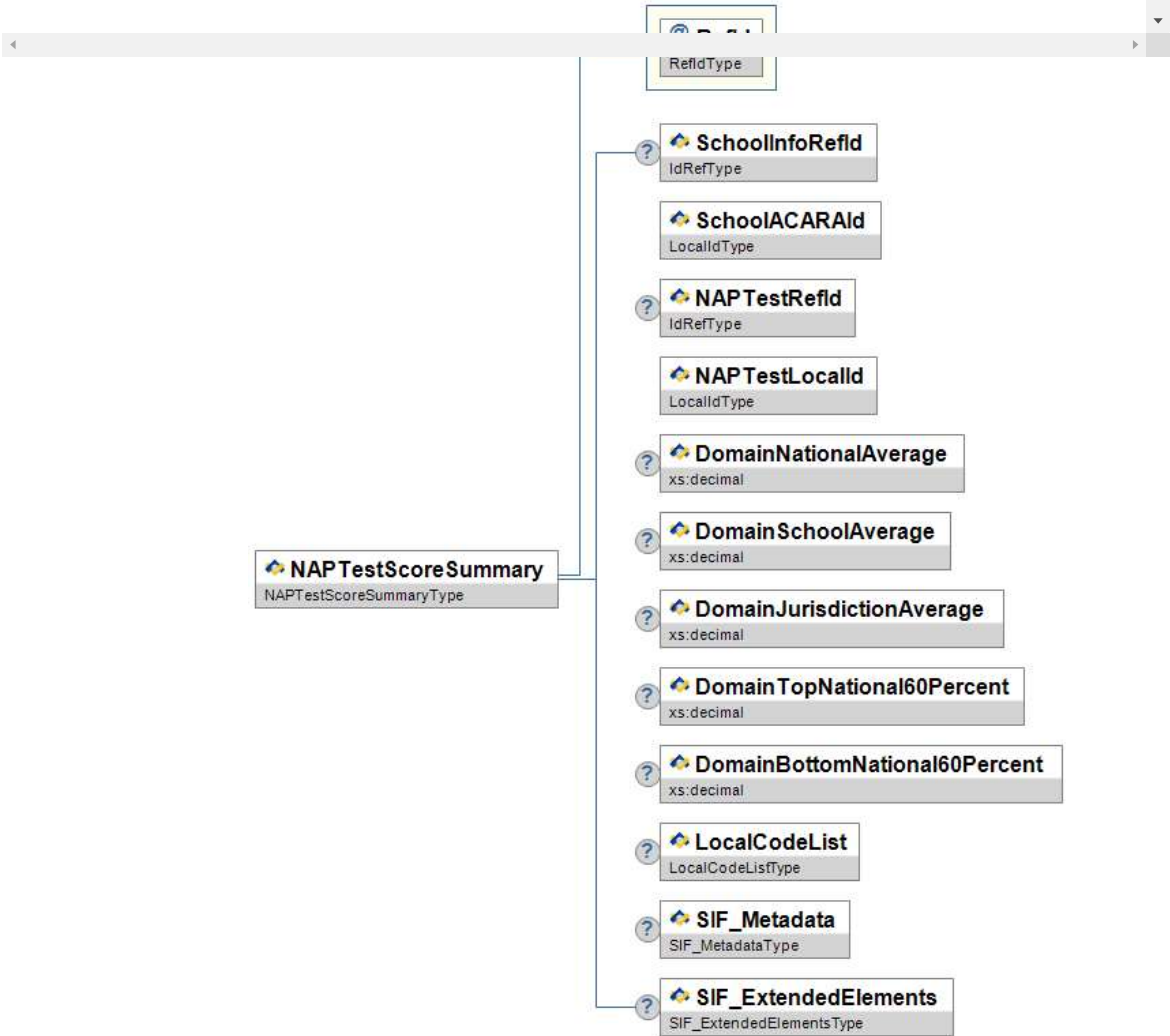 RefIdType
?
SchoolInfoRefId
IdRefType
SchoolACARAId
LocalIdType
?
NAPTestRefId
IdRefType
NAPTestLocalId
LocalIdType
?
DomainNationalAverage
xs:decimal
?
DomainSchoolAverage
xs:decimal
NAPTestScoreSummary
NAPTestScoreSummaryType
?
DomainJurisdictionAverage
xs:decimal
?
DomainTopNational60Percent
xs:decimal
?
DomainBottomNational60Percent
xs:decimal
?
LocalCodeList
LocalCodeListType
?
SIF_Metadata
SIF_MetadataType
?
SIF_ExtendedElements
SIF_ExtendedElementsType